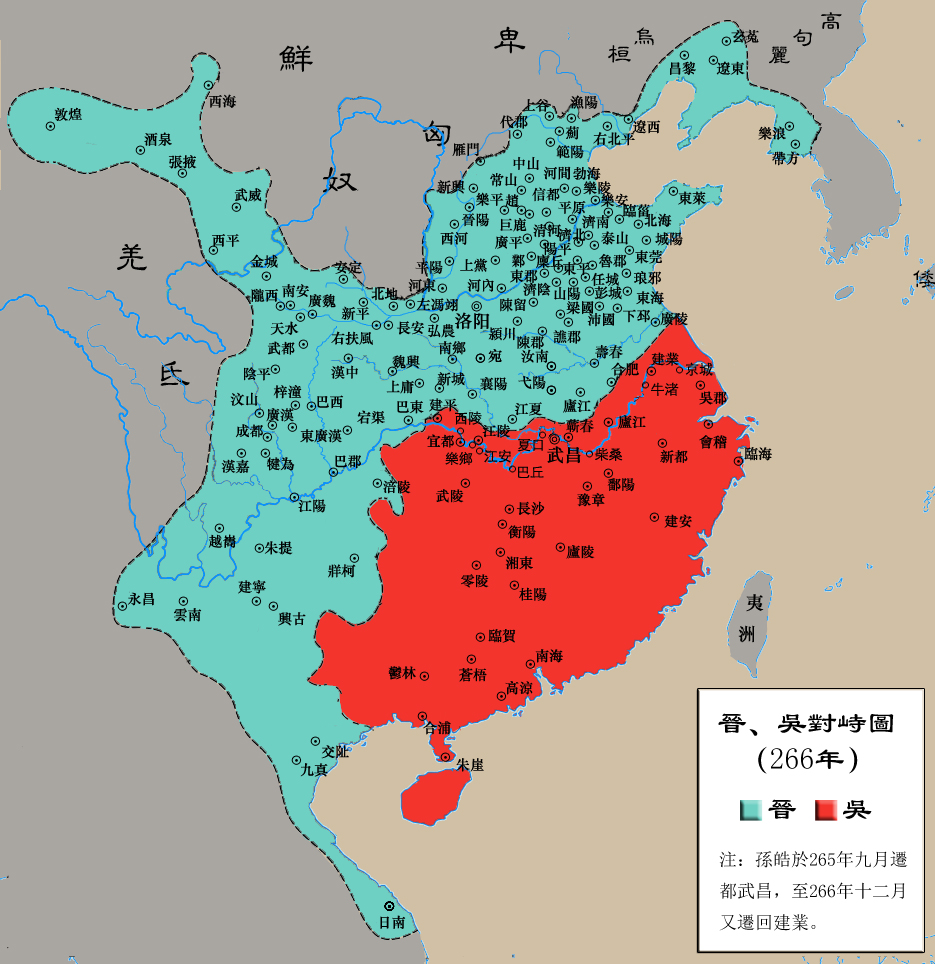 高
句
麗
烏
桓
卑
鮮
匈
奴
羌
氐
倭
夷
洲
玄菟
遼東
昌黎
樂浪
帶方
遼西
右北平
漁陽
上谷
薊
代郡
范陽
雁門
西海
敦煌
酒泉
張掖
武威
西平
金城
中山
河間
勃海
常山
新興
信都
樂陵
樂平
趙
平原
樂安
東萊
晉陽
巨鹿
清河
濟北
濟南
臨菑
北海
西河
廣平
陽平
泰山
城陽
平陽
上黨
鄴
廩丘
東平
魯郡
東莞
安定
河東
河內
東郡
濟陰
山陽
任城
琅邪
彭城
東海
隴西
南安
廣魏
新平
北地
左馮翊
洛阳
陳留
梁國
沛國
下邳
廣陵
天水
右扶風
長安
弘農
潁川
陳郡
譙郡
武都
南鄉
宛
汝南
壽春
陰平
漢中
魏興
合肥
建業
京城
梓潼
上庸
新城
襄陽
弋陽
牛渚
吳郡
汶山
巴西
廬江
廣漢
宕渠
巴東
建平
江夏
成都
東廣漢
西陵
江陵
蘄春
廬江
會稽
宜都
夏口
武昌
柴桑
漢嘉
犍為
巴郡
樂鄉
江安
巴丘
新都
臨海
涪陵
武陵
豫章
鄱陽
江陽
長沙
建安
越嶲
衡陽
朱提
湘東
廬陵
牂柯
零陵
永昌
雲南
建寧
興古
桂陽
臨賀
鬱林
蒼梧
南海
高涼
合浦
交阯
九真
朱崖
日南
晉、吳對峙圖
(266年)
晉 吳
注：孫皓於265年九月遷
都武昌，至266年十二月
又遷回建業。